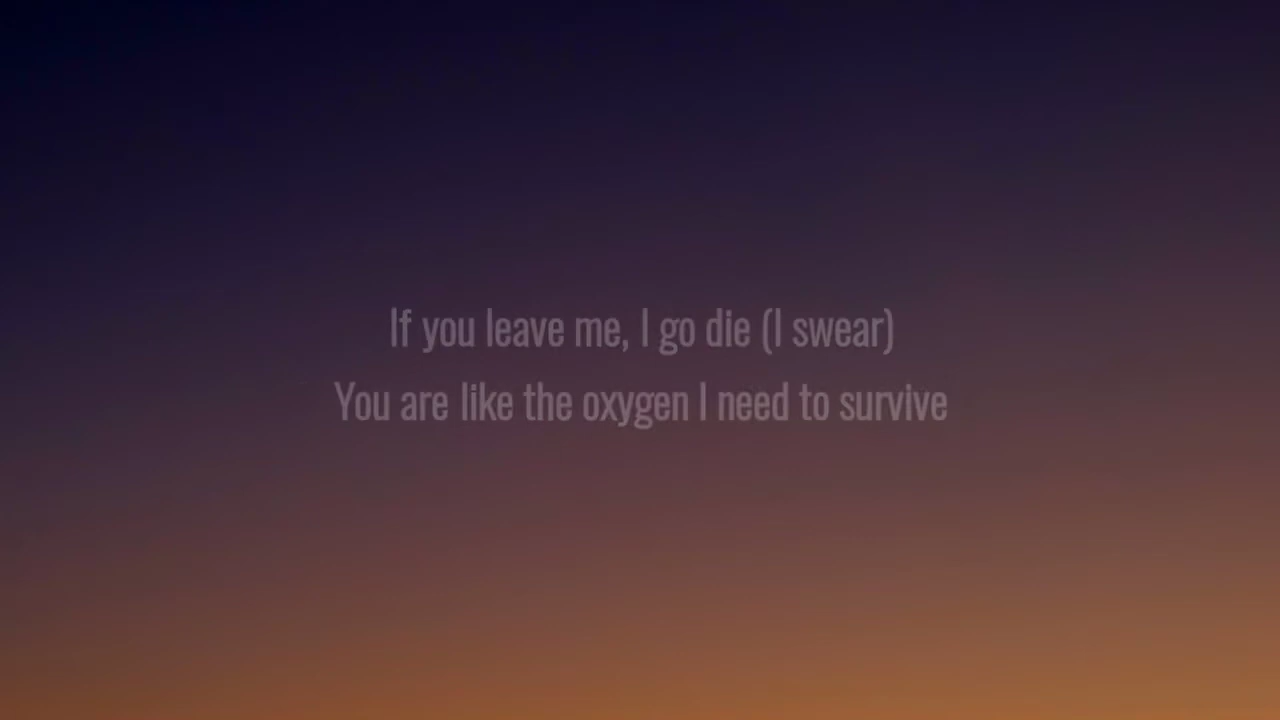 If you leave me, I go die (I swear)
You are like the oxygen I need to survive